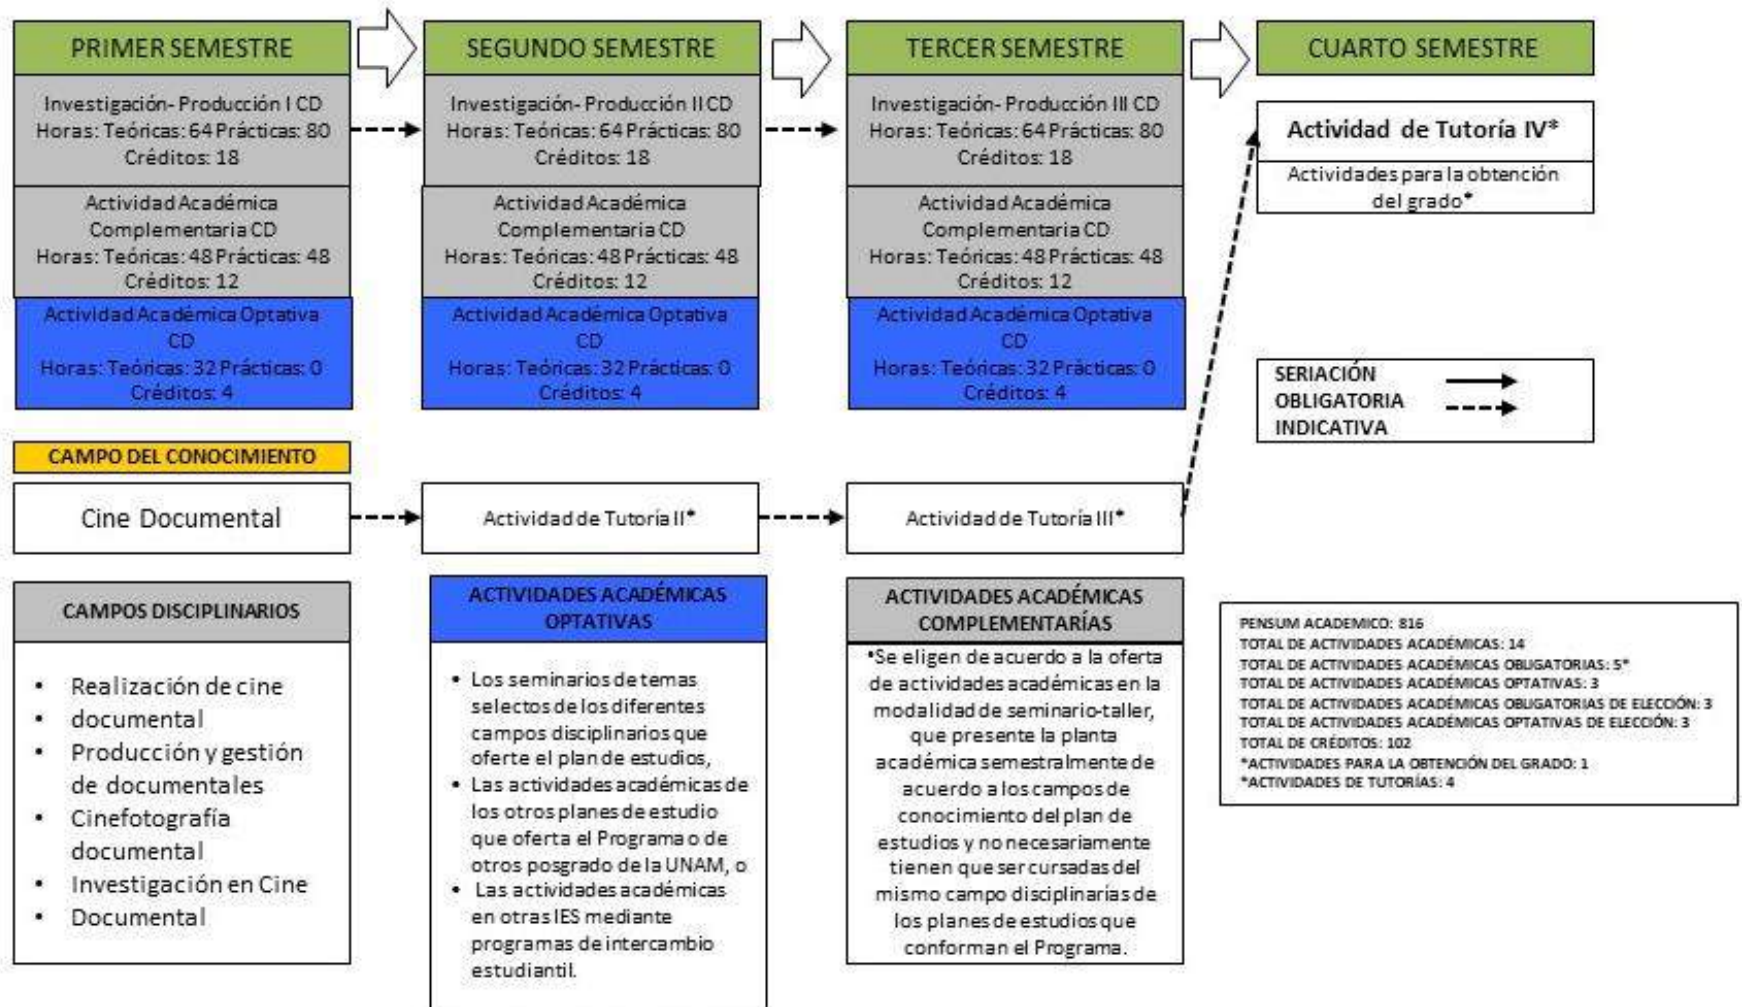 PRIMER SEMESTRE
Investigación- Producción I CD
Horas: Teóricas: 64 Prácticas: 80
Créditos: 18
Actividad Académica
Complementaria CD
Horas: Teóricas: 48 Prácticas: 48
Créditos: 12
Actividad Académica Optativa
CD
Horas: Teóricas: 32 Prácticas: 0
Créditos: 4
SEGUNDO SEMESTRE
Investigación- Producción II CD
Horas: Teóricas: 64 Prácticas: 80
Créditos: 18
Actividad Académica
Complementaria CD
Horas: Teóricas: 48 Prácticas: 48
Créditos: 12
Actividad Académica Optativa
CD
Horas: Teóricas: 32 Prácticas: 0
Créditos: 4
TERCER SEMESTRE
Investigación- Producción III CD
Horas: Teóricas: 64 Prácticas: 80
Créditos: 18
Actividad Académica
Complementaria CD
Horas: Teóricas: 48 Prácticas: 48
Créditos: 12
Actividad Académica Optativa
CD
Horas: Teóricas: 32 Prácticas: 0
Créditos: 4
CUARTO SEMESTRE
Actividad de Tutoría IV*
Actividades para la obtención
del grado*
SERIACIÓN
OBLIGATORIA
INDICATIVA
CAMPO DEL CONOCIMIENTO
Cine Documental
Actividad de Tutoría II*
Actividad de Tutoría III*
CAMPOS DISCIPLINARIOS
• Realización de cine
• documental
• Producción y gestión
de documentales
• Cinefotografía
documental
• Investigación en Cine
• Documental
ACTIVIDADES ACADÉMICAS
OPTATIVAS
• Los seminarios de temas
selectos de los diferentes
campos disciplinarios que
oferte el plan de estudios,
• Las actividades académicas de
los otros planes de estudio
que oferta el Programa o de
otros posgrado de la UNAM, o
• Las actividades académicas
en otras IES mediante
programas de intercambio
estudiantil.
ACTIVIDADES ACADÉMICAS
COMPLEMENTARÍAS
*Se eligen de acuerdo a la oferta
de actividades académicas en la
modalidad de seminario-taller,
que presente la planta
académica semestralmente de
acuerdo a los campos de
conocimiento del plan de
estudios y no necesariamente
tienen que ser cursadas del
mismo campo disciplinarías de
los planes de estudios que
conforman el Programa.
PENSUM ACADEMICO: 816
TOTAL DE ACTIVIDADES ACADÉMICAS: 14
TOTAL DE ACTIVIDADES ACADÉMICAS OBLIGATORIAS: 5*
TOTAL DE ACTIVIDADES ACADÉMICAS OPTATIVAS: 3
TOTAL DE ACTIVIDADES ACADÉMICAS OBLIGATORIAS DE ELECCIÓN: 3
TOTAL DE ACTIVIDADES ACADÉMICAS OPTATIVAS DE ELECCIÓN: 3
TOTAL DE CRÉDITOS: 102
*ACTIVIDADES PARA LA OBTENCIÓN DEL GRADO: 1
*ACTIVIDADES DE TUTORÍAS: 4